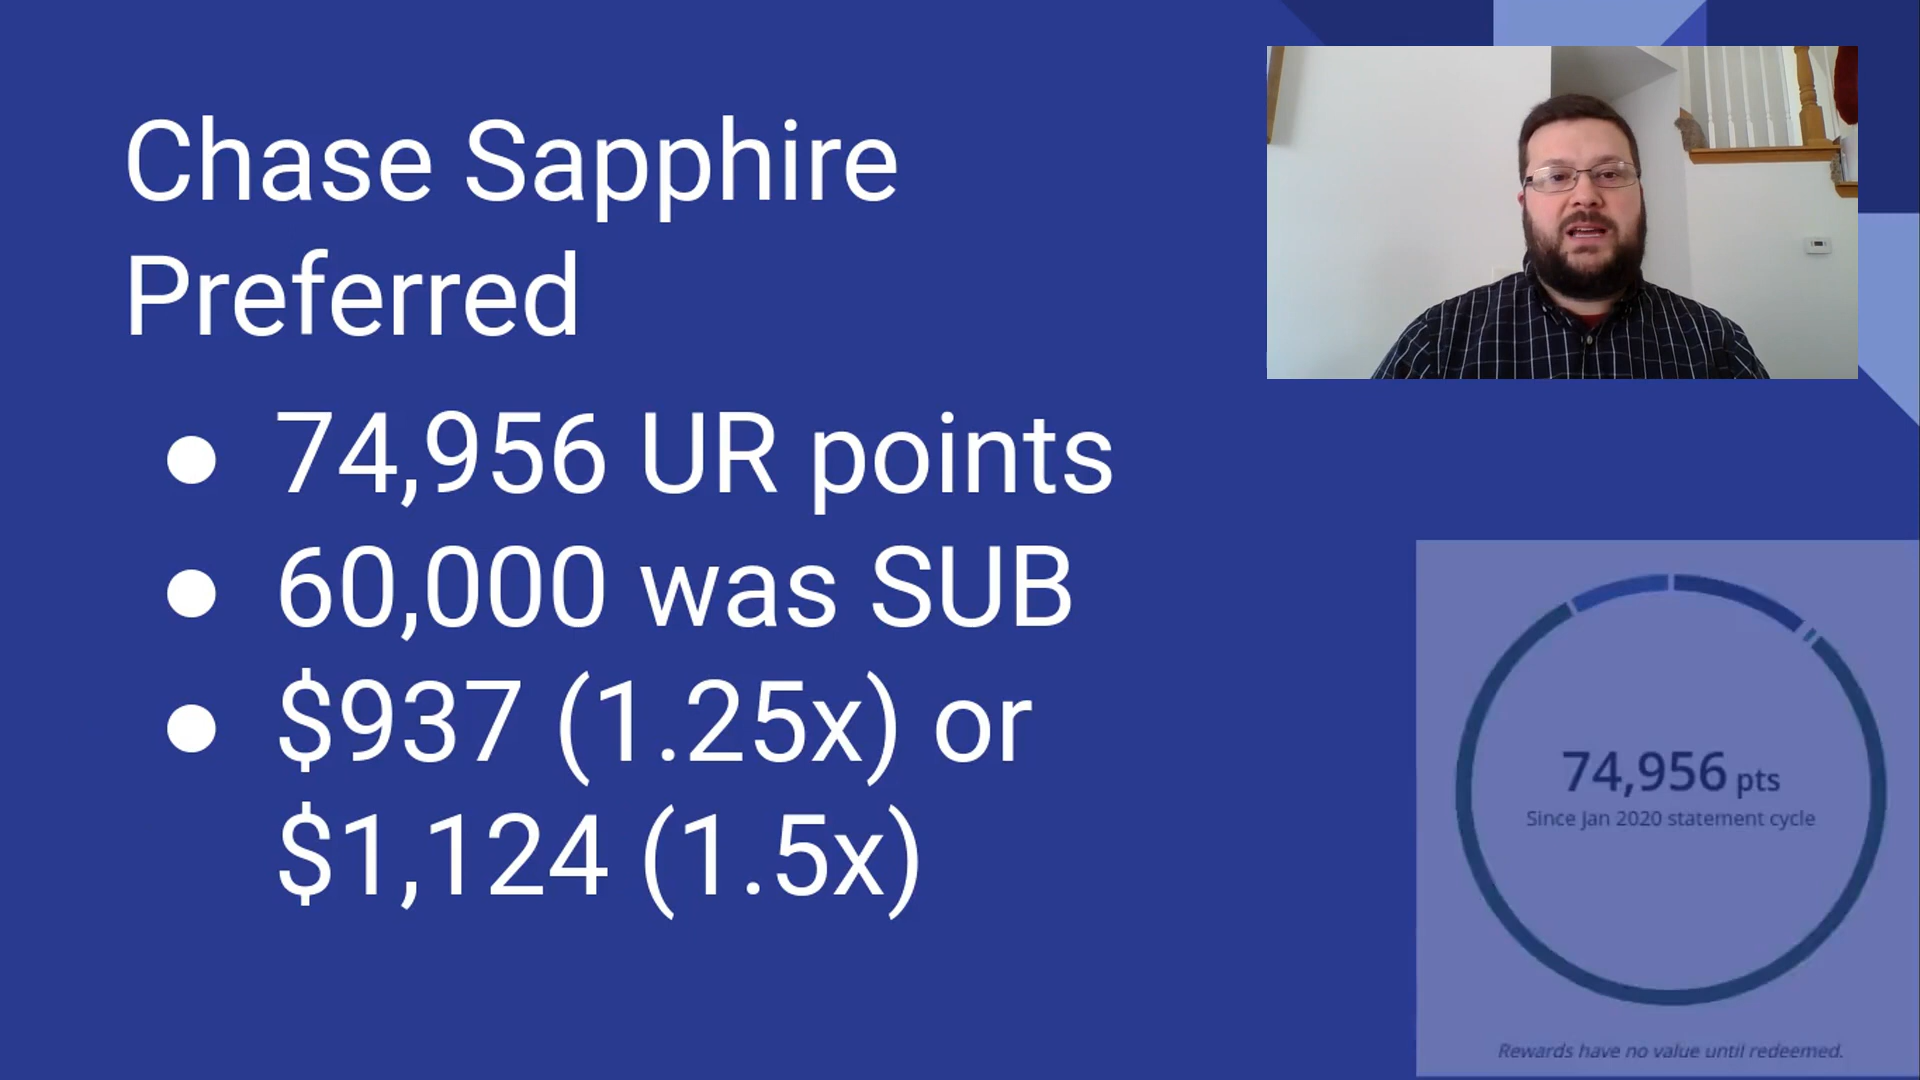 Chase Sapphire
Preferred
● 74,956 UR points
● 60,000 was SUB
● $937 (1.25x) or
$1,124 (1.5x)
74,956 pts
Since Jan 2020 statement cycle
Rewards have no value until redeemed.